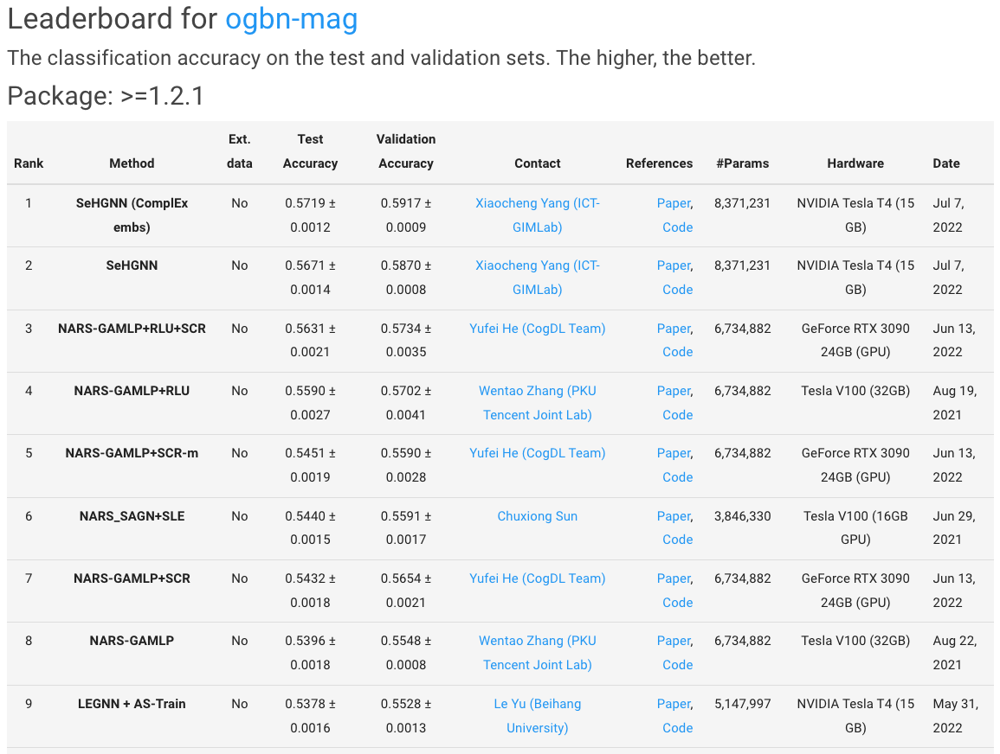 Leaderboard for ogbn-mag
The classification accuracy on the test and validation sets. The higher, the better.
Package: >=1.2.1
Rank Method Ext. data Test Accuracy Validation Accuracy Contact References #Params Hardware Date
1 SeHGNN (ComplEx embs) No 0.5719 ± 0.0012 0.5917 ± 0.0009 Xiaocheng Yang (ICT-GIMLab) Paper, Code 8,371,231 NVIDIA Tesla T4 (15 GB) Jul 7, 2022
2 SeHGNN No 0.5671 ± 0.0014 0.5870 ± 0.0008 Xiaocheng Yang (ICT-GIMLab) Paper, Code 8,371,231 NVIDIA Tesla T4 (15 GB) Jul 7, 2022
3 NARS-GAMLP+RLU+SCR No 0.5631 ± 0.0021 0.5734 ± 0.0035 Yufei He (CogDL Team) Paper, Code 6,734,882 GeForce RTX 3090 24GB (GPU) Jun 13, 2022
4 NARS-GAMLP+RLU No 0.5590 ± 0.0027 0.5702 ± 0.0041 Wentao Zhang (PKU Tencent Joint Lab) Paper, Code 6,734,882 Tesla V100 (32GB) Aug 19, 2021
5 NARS-GAMLP+SCR-m No 0.5451 ± 0.0019 0.5590 ± 0.0028 Yufei He (CogDL Team) Paper, Code 6,734,882 GeForce RTX 3090 24GB (GPU) Jun 13, 2022
6 NARS_SAGN+SLE No 0.5440 ± 0.0015 0.5591 ± 0.0017 Chuxiong Sun Paper, Code 3,846,330 Tesla V100 (16GB GPU) Jun 29, 2021
7 NARS-GAMLP+SCR No 0.5432 ± 0.0018 0.5654 ± 0.0021 Yufei He (CogDL Team) Paper, Code 6,734,882 GeForce RTX 3090 24GB (GPU) Jun 13, 2022
8 NARS-GAMLP No 0.5396 ± 0.0018 0.5548 ± 0.0008 Wentao Zhang (PKU Tencent Joint Lab) Paper, Code 6,734,882 Tesla V100 (32GB) Aug 22, 2021
9 LEGNN + AS-Train No 0.5378 ± 0.0016 0.5528 ± 0.0013 Le Yu (Beihang University) Paper, Code 5,147,997 NVIDIA Tesla T4 (15 GB) May 31, 2022